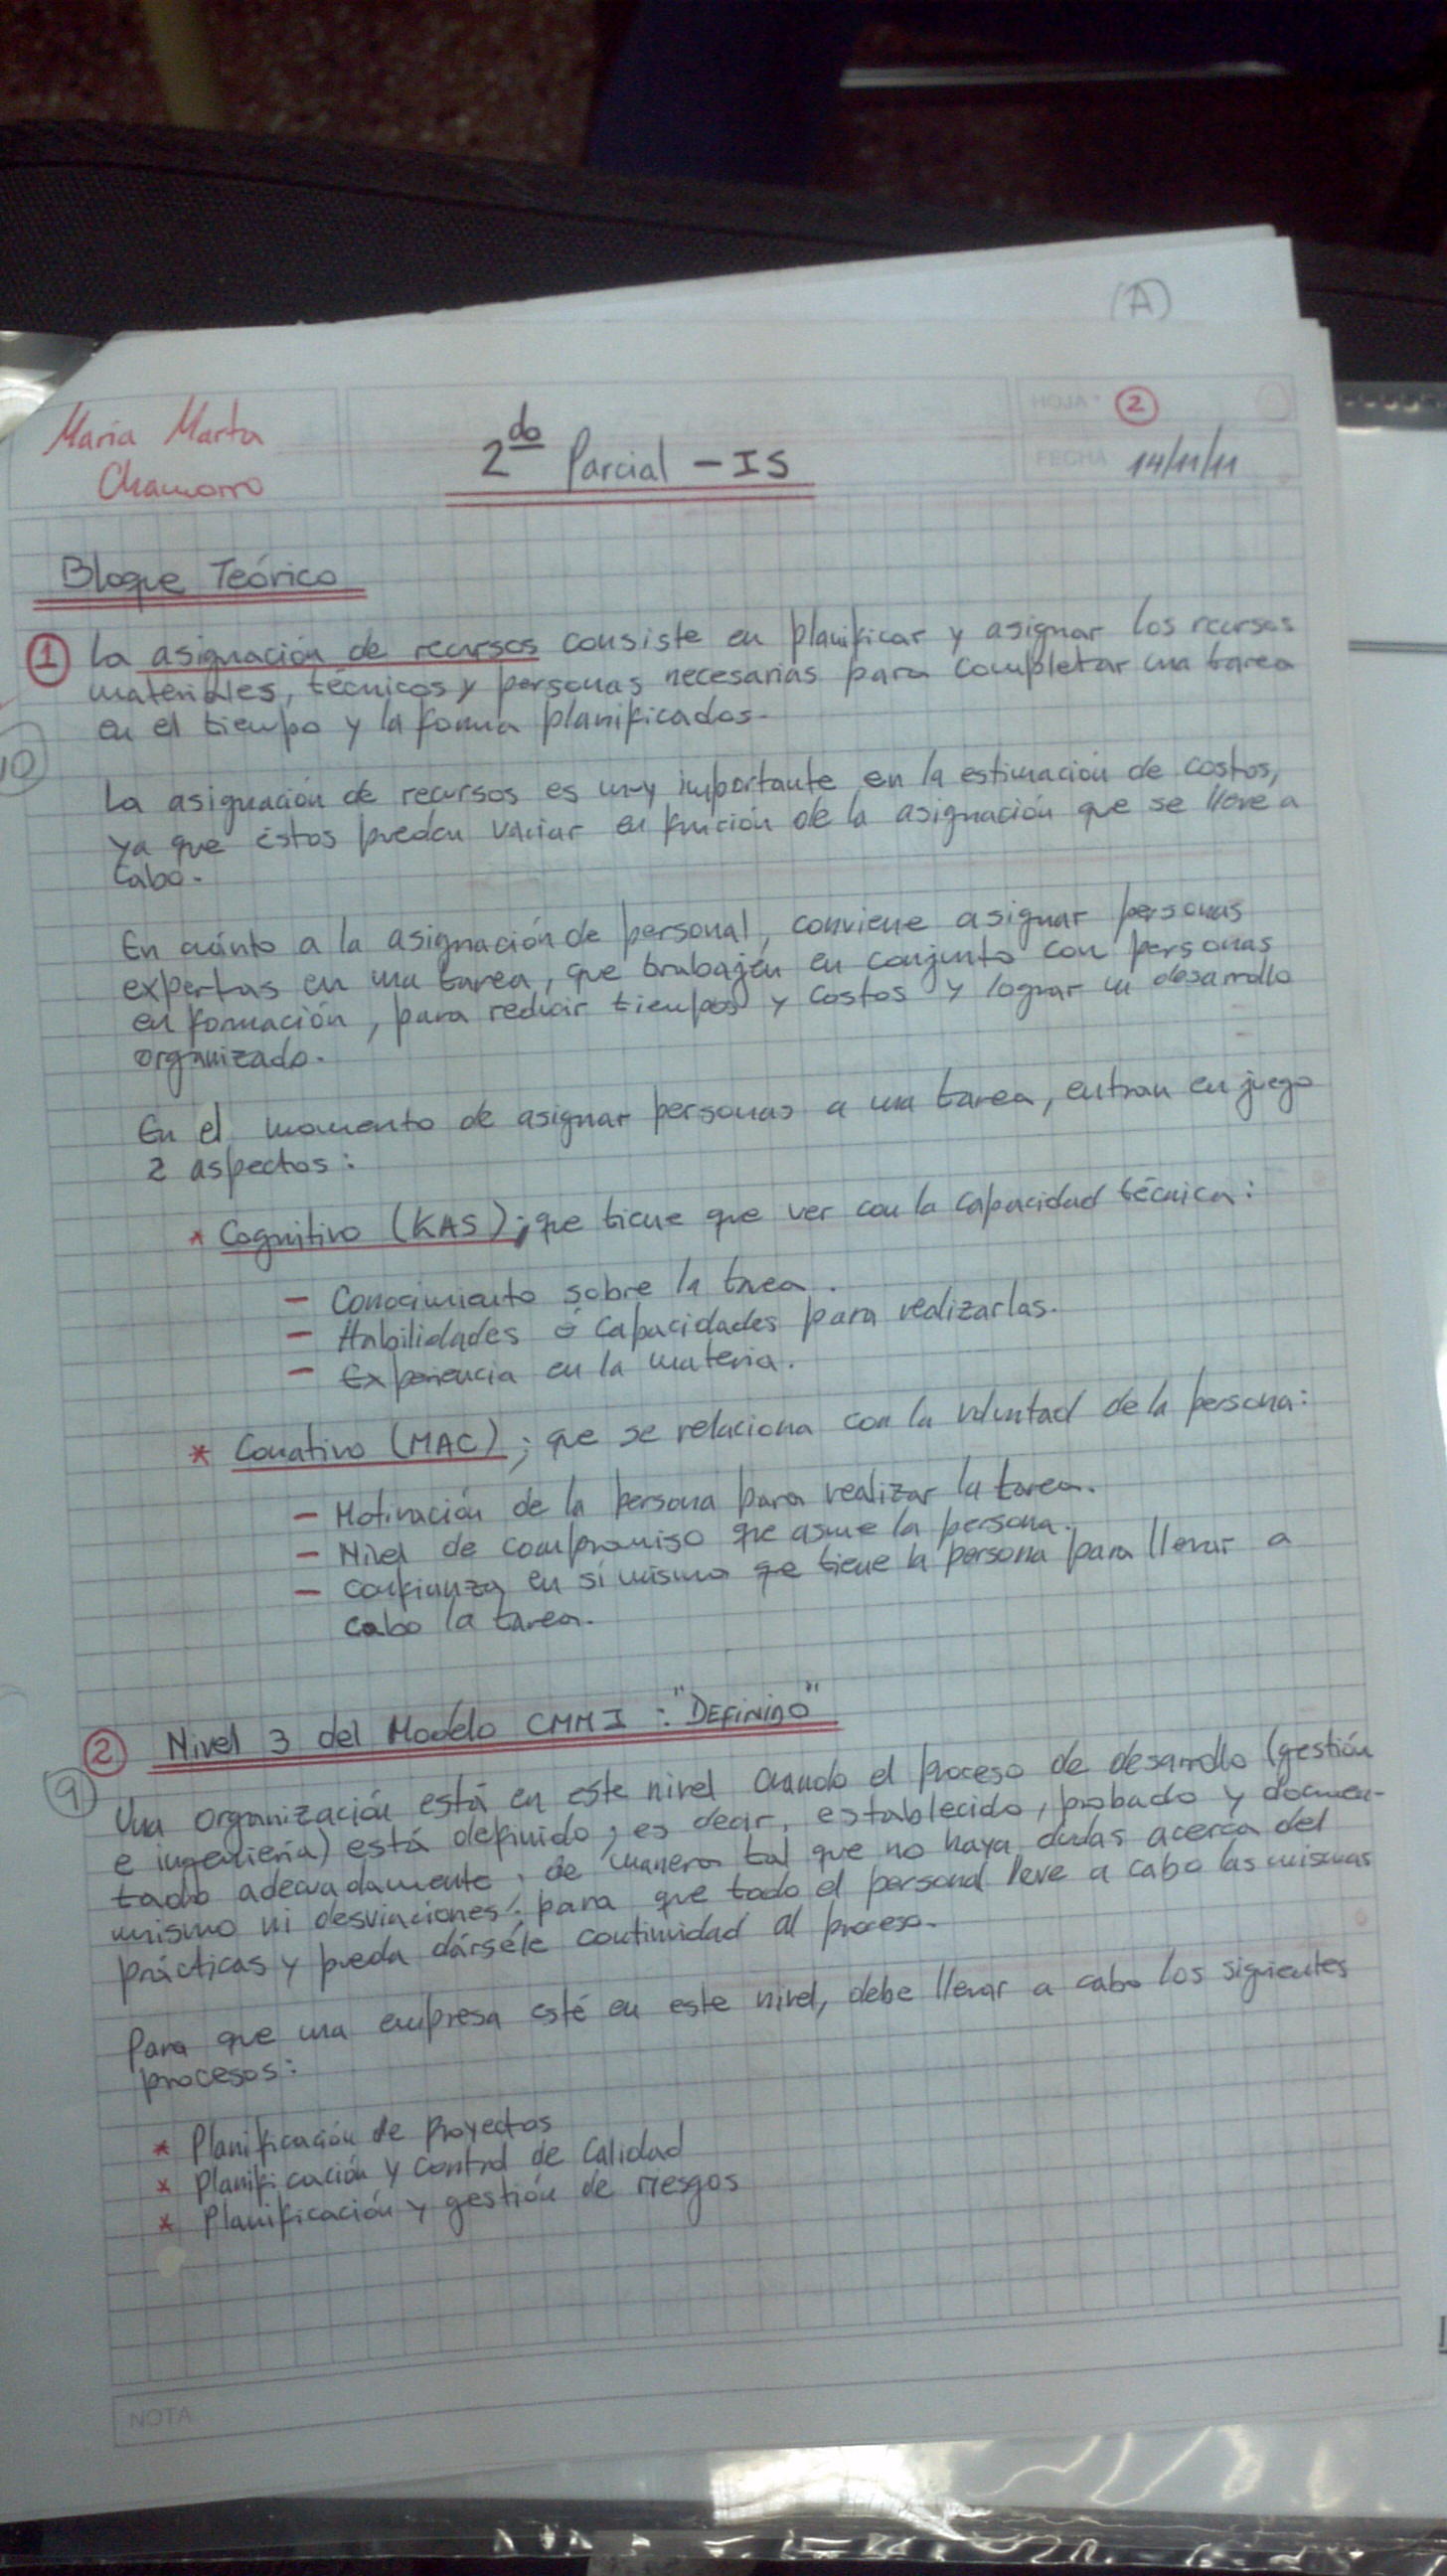 (A)
Maria Marta
Chamorro
2do Parcial - IS
HOJA Nº 2
FECHA 14/11/11
Bloque Teórico
1 La asignación de recursos consiste en planificar y asignar los recursos
materiales, técnicos y personas necesarias para completar una tarea
en el tiempo y la forma planificados.
10
La asignación de recursos es muy importante en la estimación de costos,
ya que éstos pueden variar en función de la asignación que se lleve a
cabo.
En cuánto a la asignación de personal, conviene asignar personas
expertas en una tarea, que trabajen en conjunto con personas
en formación, para reducir tiempos y costos y lograr un desarrollo
organizado.
En el momento de asignar personas a una tarea, entran en juego
2 aspectos:
* Cognitivo (KAS); que tiene que ver con la capacidad técnica:
- Conocimiento sobre la tarea.
- Habilidades ó capacidades para realizarlas.
- Experiencia en la materia.
* Conativo (MAC); que se relaciona con la voluntad de la persona:
- Motivación de la persona para realizar la tarea.
- Nivel de compromiso que asume la persona.
- Confianza en sí mismo que tiene la persona para llevar a
cabo la tarea.
2 Nivel 3 del Modelo CMMI: "DEFINIDO"
9
Una organización está en este nivel cuando el proceso de desarrollo (gestión
e ingeniería) está definido; es decir, establecido, probado y documen-
tado adecuadamente, de manera tal que no haya dudas acerca del
mismo ni desviaciones; para que todo el personal lleve a cabo las mismas
prácticas y pueda dársele continuidad al proceso.
Para que una empresa esté en este nivel, debe llevar a cabo los siguientes
procesos:
* Planificación de Proyectos
* Planificación y Control de Calidad
* Planificación y gestión de riesgos
NOTA